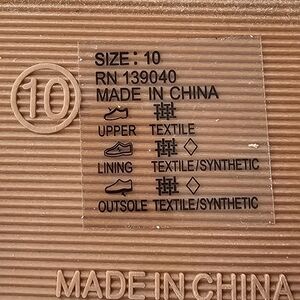 10
SIZE: 10
RN 139040
MADE IN CHINA
UPPER TEXTILE
LINING TEXTILE/SYNTHETIC
OUTSOLE TEXTILE/SYNTHETIC
MADE IN CHINA